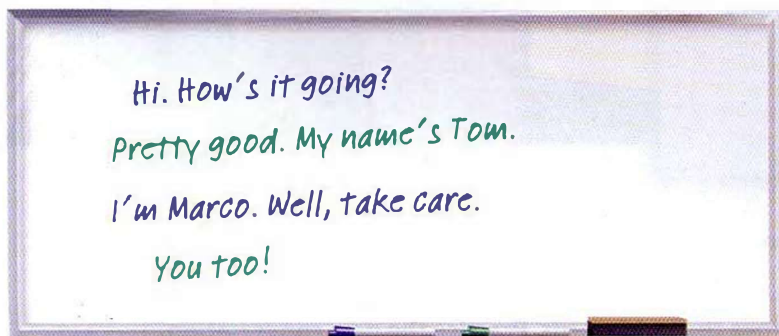 Hi. How's it going?
Pretty good. My name's Tom.
I'm Marco. Well, take care.
You too!